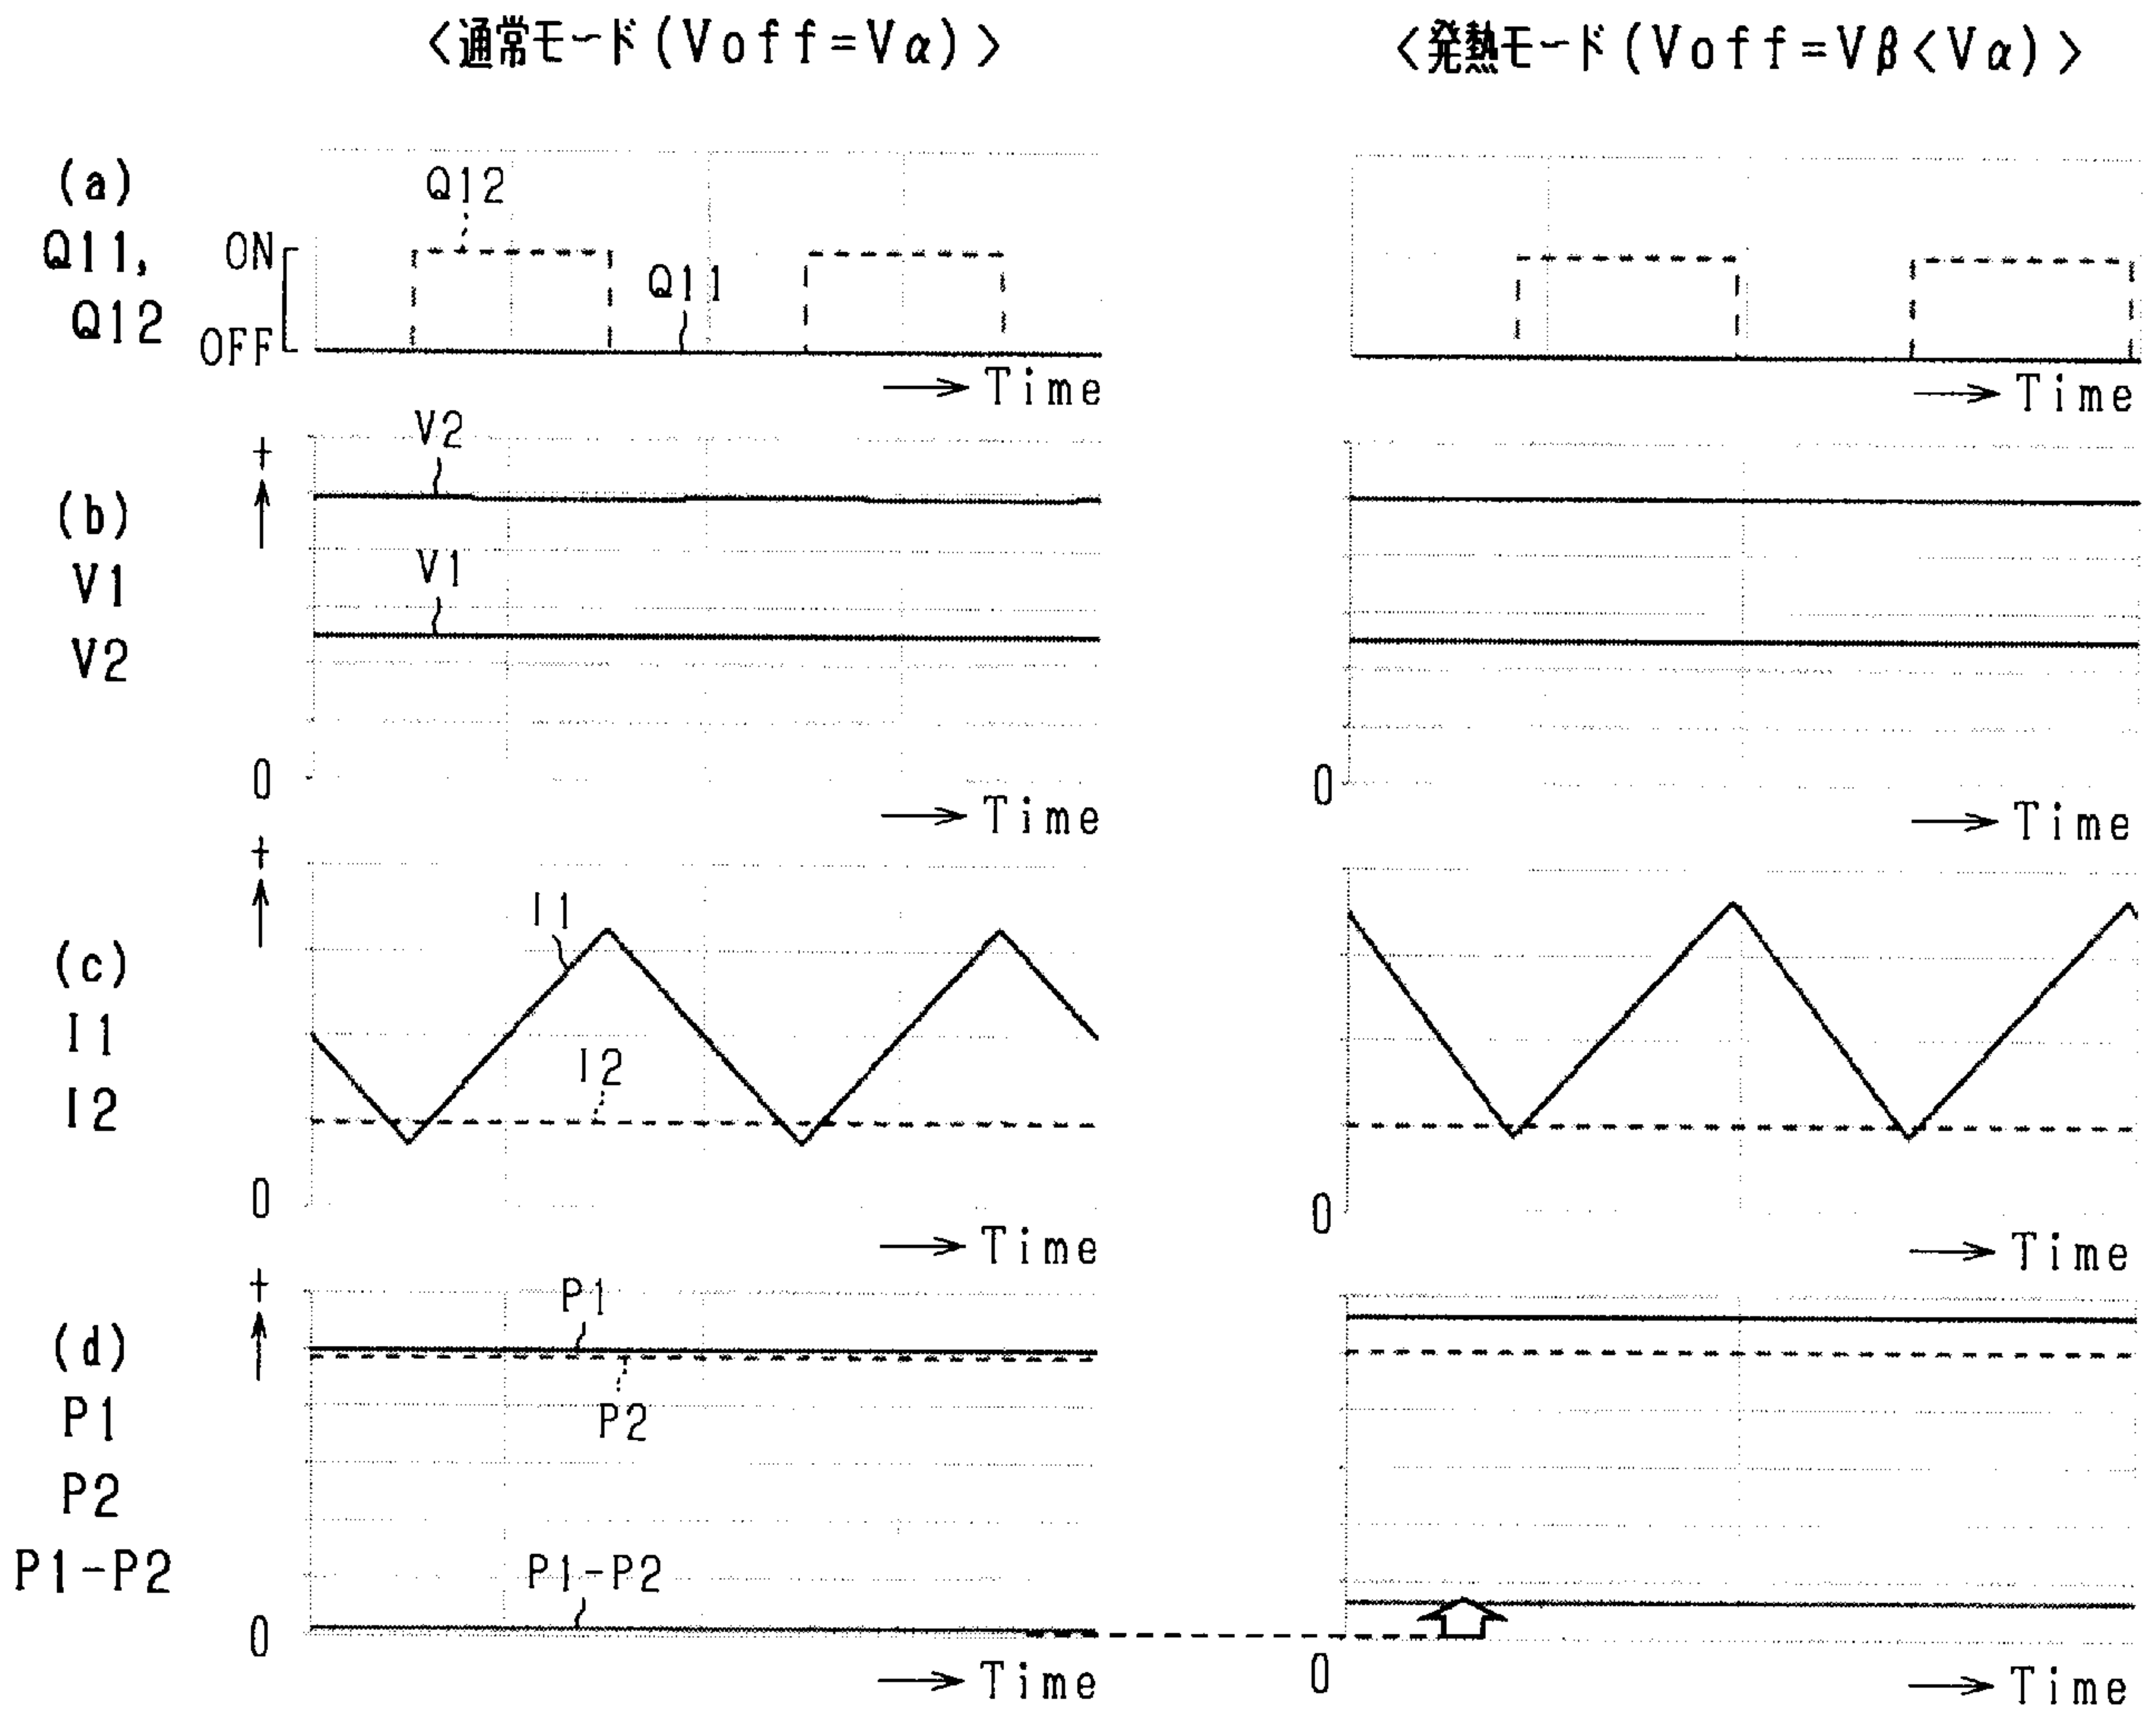 <通常モード(Voff=Vα)>
<発熱モード(Voff=Vβ<Vα)>
(a)
Q11,
Q12
ON
OFF
Q12
Q11
Time
Time
(b)
V1
V2
+
0
V2
V1
Time
0
Time
(c)
I1
I2
+
0
I1
I2
Time
0
Time
(d)
P1
P2
P1-P2
+
0
P1
P2
P1-P2
Time
0
Time